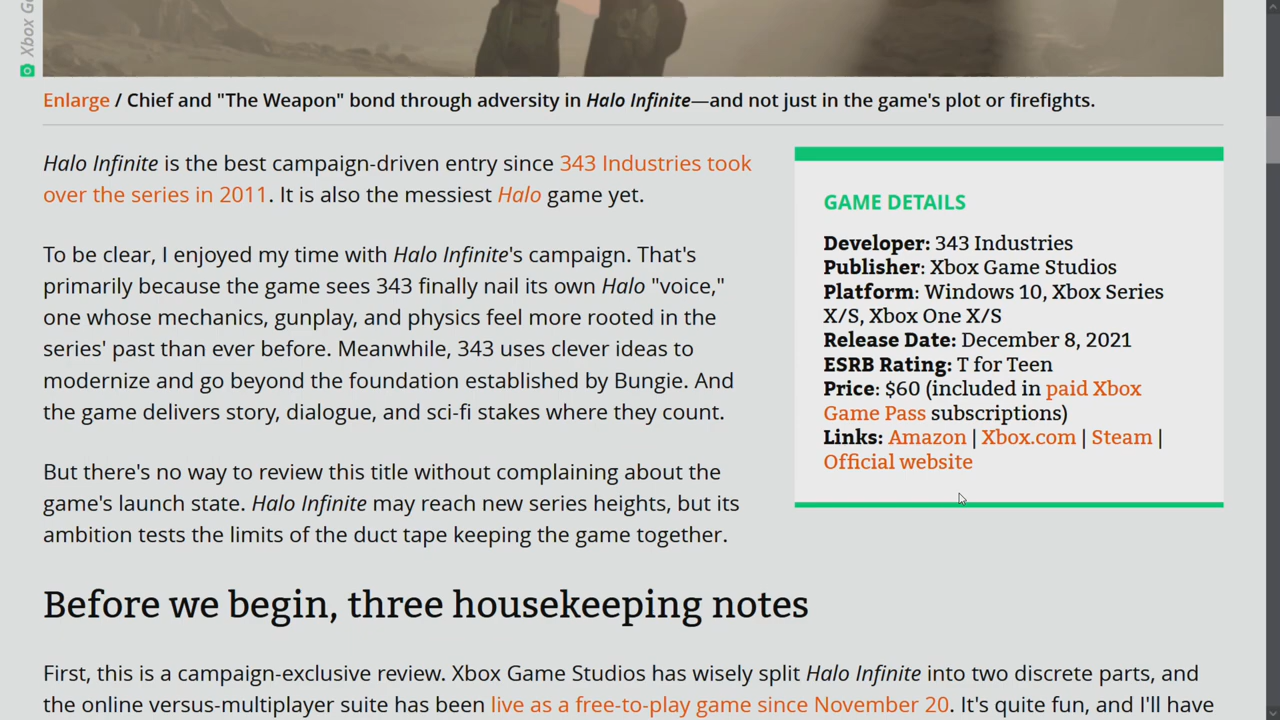 Xbox G
Enlarge / Chief and "The Weapon" bond through adversity in Halo Infinite—and not just in the game's plot or firefights.
Halo Infinite is the best campaign-driven entry since 343 Industries took
over the series in 2011. It is also the messiest Halo game yet.
To be clear, I enjoyed my time with Halo Infinite's campaign. That's
primarily because the game sees 343 finally nail its own Halo "voice,"
one whose mechanics, gunplay, and physics feel more rooted in the
series' past than ever before. Meanwhile, 343 uses clever ideas to
modernize and go beyond the foundation established by Bungie. And
the game delivers story, dialogue, and sci-fi stakes where they count.
But there's no way to review this title without complaining about the
game's launch state. Halo Infinite may reach new series heights, but its
ambition tests the limits of the duct tape keeping the game together.
GAME DETAILS
Developer: 343 Industries
Publisher: Xbox Game Studios
Platform: Windows 10, Xbox Series
X/S, Xbox One X/S
Release Date: December 8, 2021
ESRB Rating: T for Teen
Price: $60 (included in paid Xbox
Game Pass subscriptions)
Links: Amazon | Xbox.com | Steam |
Official website
Before we begin, three housekeeping notes
First, this is a campaign-exclusive review. Xbox Game Studios has wisely split Halo Infinite into two discrete parts, and
the online versus-multiplayer suite has been live as a free-to-play game since November 20. It's quite fun, and I'll have